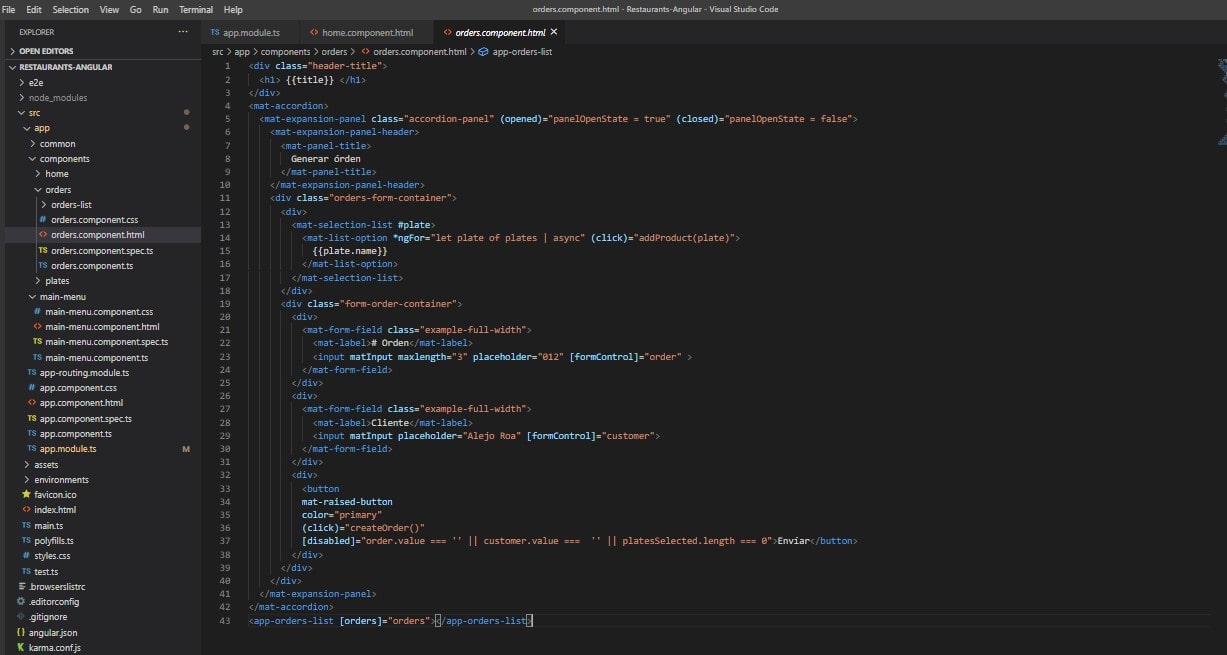 File Edit Selection View Go Run Terminal Help
orders.component.html - Restaurants-Angular - Visual Studio Code
EXPLORER ...
OPEN EDITORS
RESTAURANTS-ANGULAR
e2e
node_modules
src
app
common
components
home
orders
orders-list
# orders.component.css
<> orders.component.html
TS orders.component.spec.ts
TS orders.component.ts
plates
main-menu
# main-menu.component.css
<> main-menu.component.html
TS main-menu.component.spec.ts
TS main-menu.component.ts
TS app-routing.module.ts
# app.component.css
<> app.component.html
TS app.component.spec.ts
TS app.component.ts
TS app.module.ts M
assets
environments
favicon.ico
<> index.html
TS main.ts
TS polyfills.ts
# styles.css
TS test.ts
.browserslistrc
.editorconfig
.gitignore
{} angular.json
karma.conf.js
TS app.module.ts <> home.component.html <> orders.component.html ×
src > app > components > orders > <> orders.component.html > app-orders-list
1 <div class="header-title">
2 <h1> {{title}} </h1>
3 </div>
4 <mat-accordion>
5 <mat-expansion-panel class="accordion-panel" (opened)="panelOpenState = true" (closed)="panelOpenState = false">
6 <mat-expansion-panel-header>
7 <mat-panel-title>
8 Generar órden
9 </mat-panel-title>
10 </mat-expansion-panel-header>
11 <div class="orders-form-container">
12 <div>
13 <mat-selection-list #plate>
14 <mat-list-option *ngFor="let plate of plates | async" (click)="addProduct(plate)">
15 {{plate.name}}
16 </mat-list-option>
17 </mat-selection-list>
18 </div>
19 <div class="form-order-container">
20 <div>
21 <mat-form-field class="example-full-width">
22 <mat-label># Orden</mat-label>
23 <input matInput maxlength="3" placeholder="012" [formControl]="order" >
24 </mat-form-field>
25 </div>
26 <div>
27 <mat-form-field class="example-full-width">
28 <mat-label>Cliente</mat-label>
29 <input matInput placeholder="Alejo Roa" [formControl]="customer">
30 </mat-form-field>
31 </div>
32 <div>
33 <button
34 mat-raised-button
35 color="primary"
36 (click)="createOrder()"
37 [disabled]="order.value === '' || customer.value ===  '' || platesSelected.length === 0">Enviar</button>
38 </div>
39 </div>
40 </div>
41 </mat-expansion-panel>
42 </mat-accordion>
43 <app-orders-list [orders]="orders"></app-orders-list>